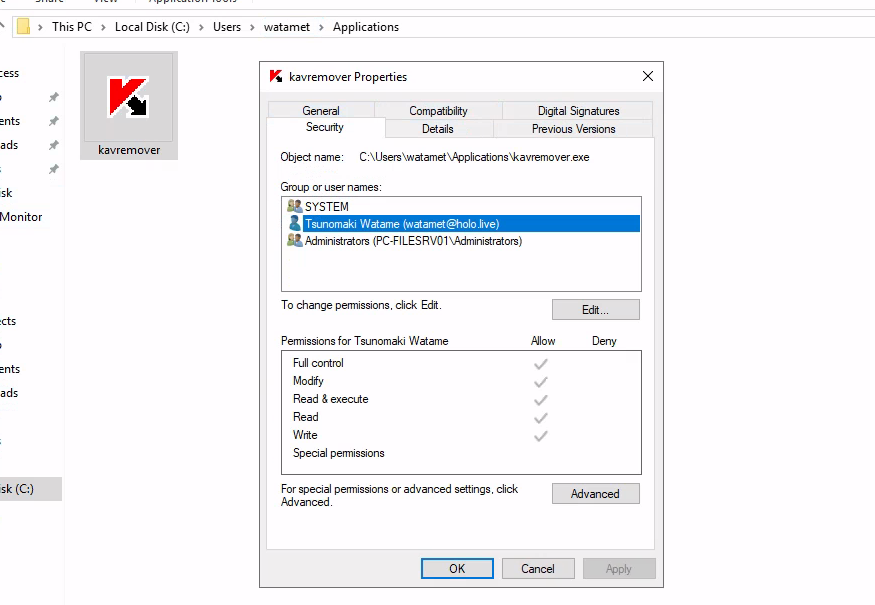 This PC > Local Disk (C:) > Users > watamet > Applications
cess
ents
ads
isk
Monitor
ects
ents
ads
isk (C:)
kavremover
kavremover Properties
General Compatibility Digital Signatures
Security Details Previous Versions
Object name: C:\Users\watamet\Applications\kavremover.exe
Group or user names:
SYSTEM
Tsunomaki Watame (watamet@holo.live)
Administrators (PC-FILESRV01\Administrators)
To change permissions, click Edit.
Edit...
Permissions for Tsunomaki Watame Allow Deny
Full control
Modify
Read & execute
Read
Write
Special permissions
For special permissions or advanced settings, click
Advanced.
Advanced
OK Cancel Apply